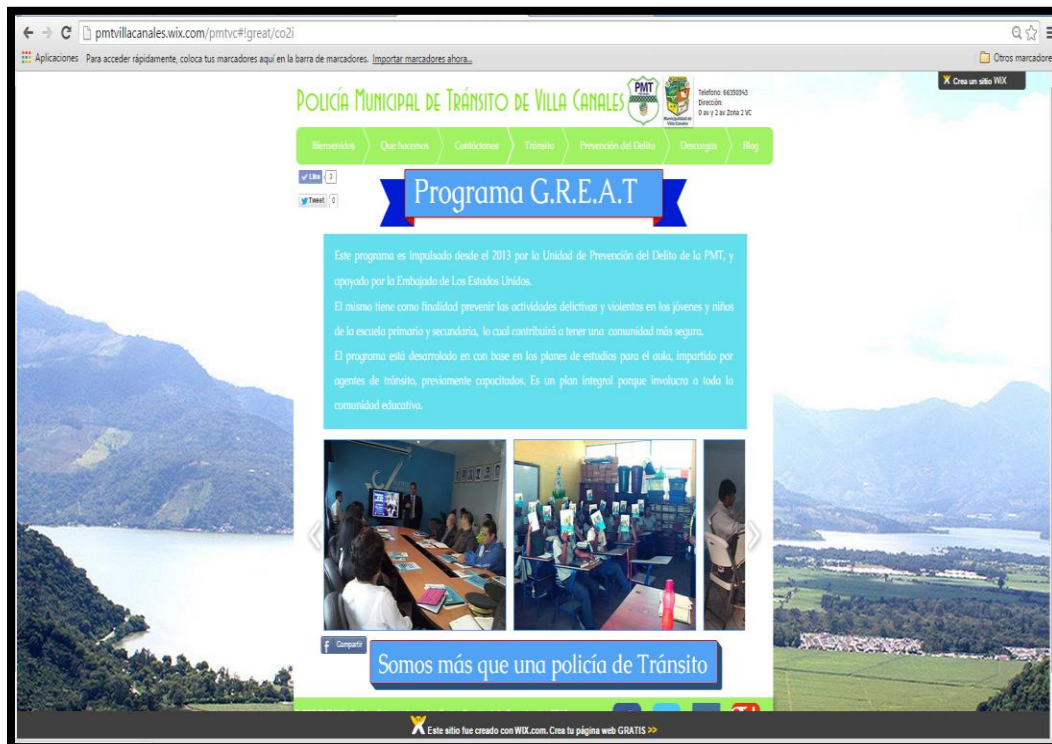 pmtvillacanales.wix.com/pmtvc#!great/co2i
Aplicaciones Para acceder rápidamente, coloca tus marcadores aquí en la barra de marcadores. Importar marcadores ahora... Otros marcadore
X Crea un sitio WIX
POLICÍA MUNICIPAL DE TRÁNSITO DE VILLA CANALES
PMT
Municipalidad de
Villa Canales
Telefono: 66350343
Dirección:
0 av y 2 av Zona 2 VC
Bienvenidos Que hacemos Contáctanos Tránsito Prevención del Delito Descargas Blog
Like 3
Tweet 0
Programa G.R.E.A.T
Este programa es impulsado desde el 2013 por la Unidad de Prevención del Delito de la PMT, y
apoyado por la Embajada de Los Estados Unidos.
El mismo tiene como finalidad prevenir las actividades delictivas y violentas en los jóvenes y niños
de la escuela primaria y secundaria, lo cual contribuirá a tener una comunidad más segura.
El programa está desarrolado en con base en los planes de estudios para el aula, impartido por
agentes de tránsito, previamente capacitados. Es un plan integral porque involucra a toda la
comunidad educativa.
f Compartir
Somos más que una policía de Tránsito
Este sitio fue creado con WIX.com. Crea tu página web GRATIS >>